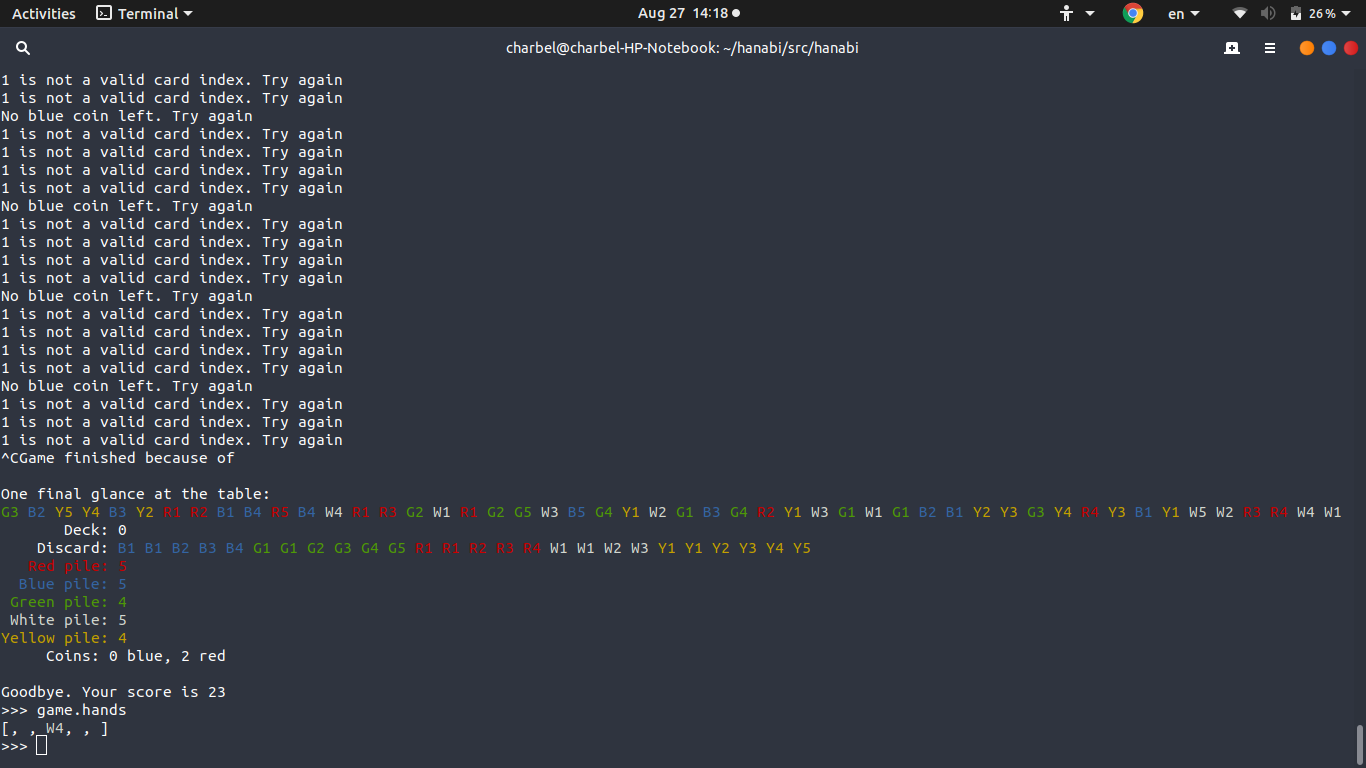 Activities Terminal Aug 27 14:18 en 26%
charbel@charbel-HP-Notebook: ~/hanabi/src/hanabi
1 is not a valid card index. Try again
1 is not a valid card index. Try again
No blue coin left. Try again
1 is not a valid card index. Try again
1 is not a valid card index. Try again
1 is not a valid card index. Try again
1 is not a valid card index. Try again
No blue coin left. Try again
1 is not a valid card index. Try again
1 is not a valid card index. Try again
1 is not a valid card index. Try again
1 is not a valid card index. Try again
No blue coin left. Try again
1 is not a valid card index. Try again
1 is not a valid card index. Try again
1 is not a valid card index. Try again
1 is not a valid card index. Try again
No blue coin left. Try again
1 is not a valid card index. Try again
1 is not a valid card index. Try again
1 is not a valid card index. Try again
^CGame finished because of
One final glance at the table:
G3 B2 Y5 Y4 B3 Y2 R1 R2 B1 B4 R5 B4 W4 R1 R3 G2 W1 R1 G2 G5 W3 B5 G4 Y1 W2 G1 B3 G4 R2 Y1 W3 G1 W1 G1 B2 B1 Y2 Y3 G3 Y4 R4 Y3 B1 Y1 W5 W2 R3 R4 W4 W1
Deck: 0
Discard: B1 B1 B2 B3 B4 G1 G1 G2 G3 G4 G5 R1 R1 R2 R3 R4 W1 W1 W2 W3 Y1 Y1 Y2 Y3 Y4 Y5
Red pile: 5
Blue pile: 5
Green pile: 4
White pile: 5
Yellow pile: 4
Coins: 0 blue, 2 red
Goodbye. Your score is 23
>>> game.hands
[, , W4, , ]
>>>